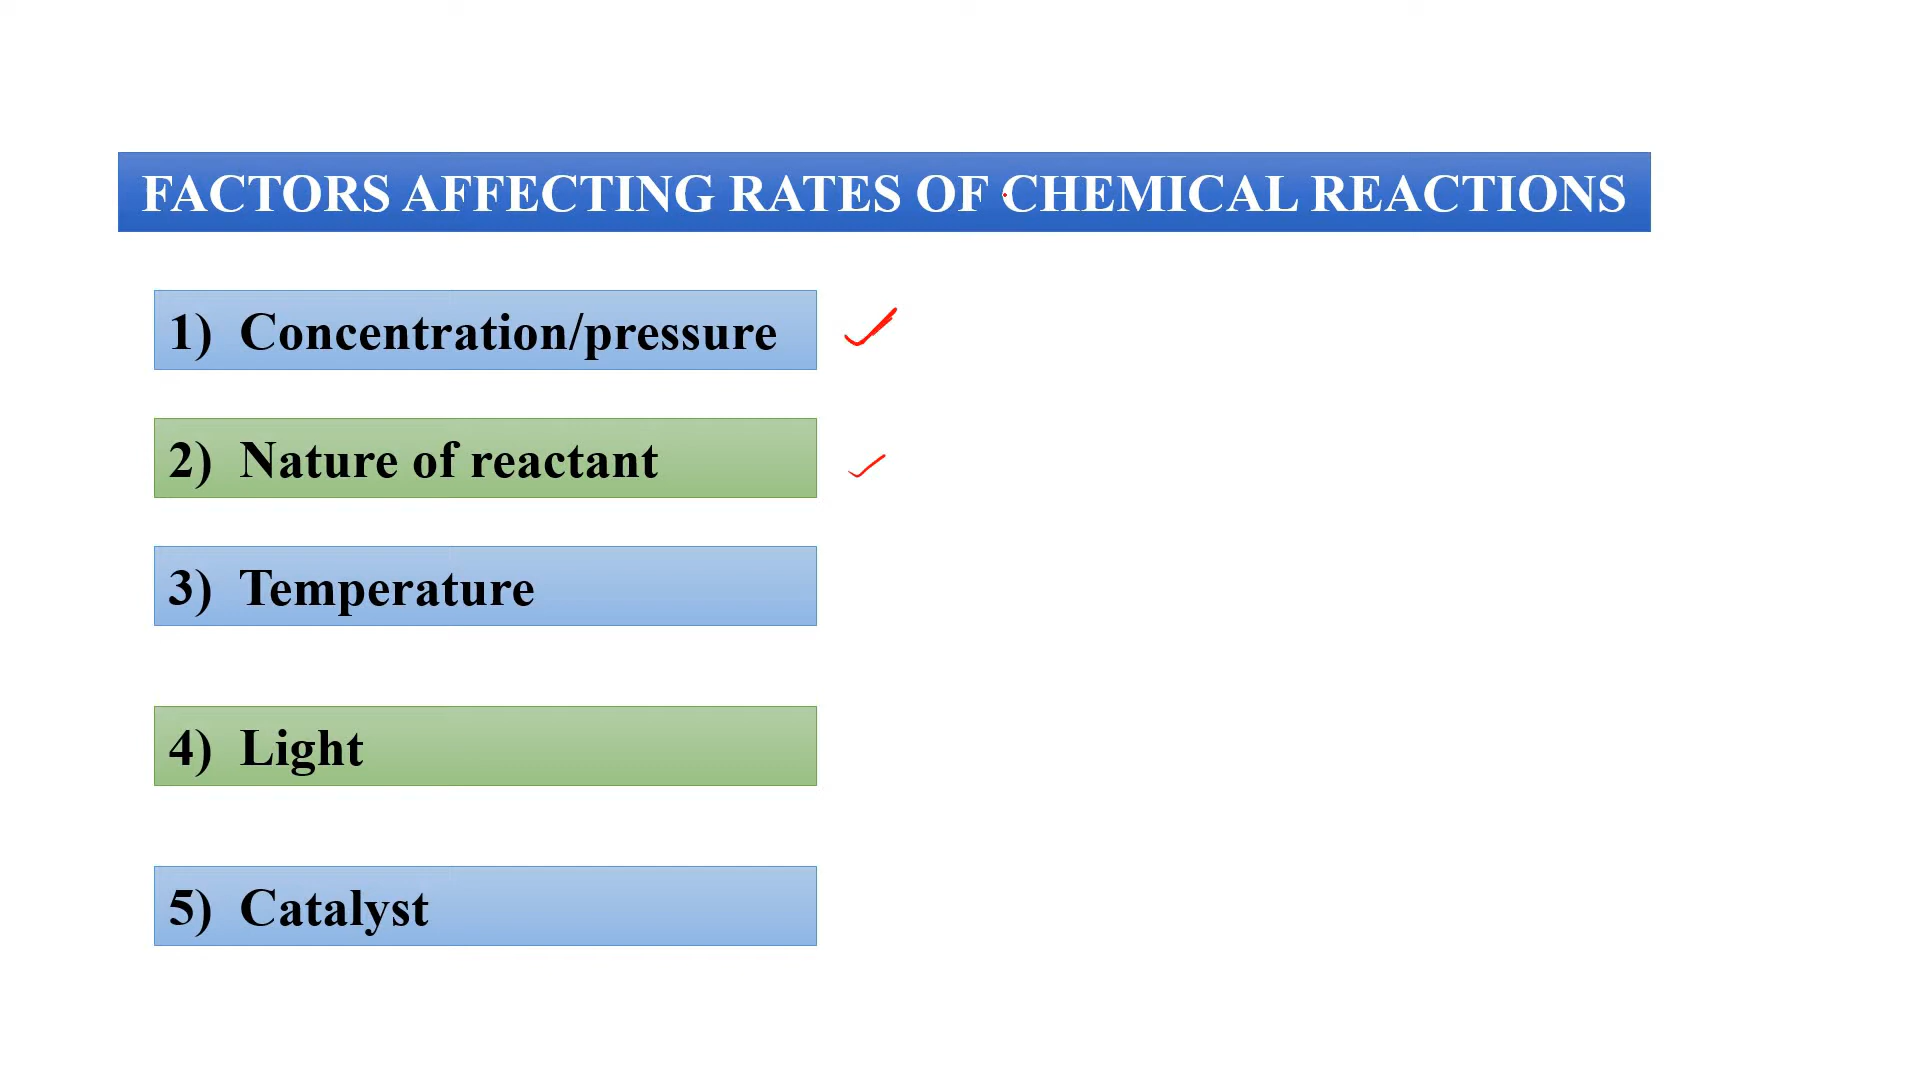 FACTORS AFFECTING RATES OF CHEMICAL REACTIONS
1) Concentration/pressure
2) Nature of reactant
3) Temperature
4) Light
5) Catalyst